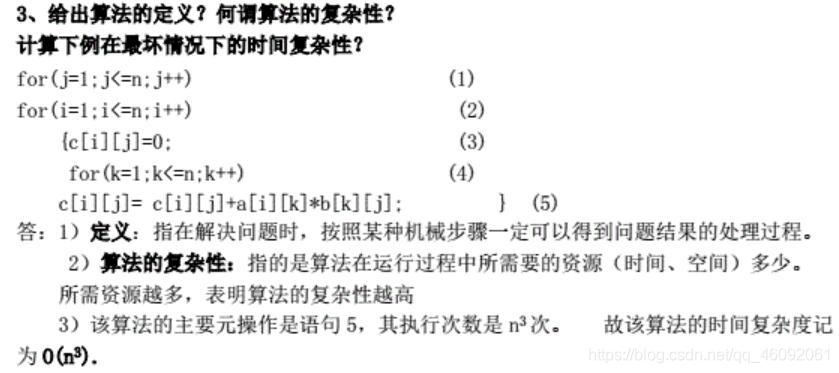 3、给出算法的定义？何谓算法的复杂性？
计算下例在最坏情况下的时间复杂性？
for(j=1;j<=n;j++) (1)
for(i=1;i<=n;i++) (2)
{c[i][j]=0; (3)
for(k=1;k<=n;k++) (4)
c[i][j]= c[i][j]+a[i][k]*b[k][j]; } (5)
答：1）定义：指在解决问题时，按照某种机械步骤一定可以得到问题结果的处理过程。
2）算法的复杂性：指的是算法在运行过程中所需要的资源（时间、空间）多少。
所需资源越多，表明算法的复杂性越高
3）该算法的主要元操作是语句5，其执行次数是n³次。 故该算法的时间复杂度记
为O(n³).
https://blog.csdn.net/qq_46092061